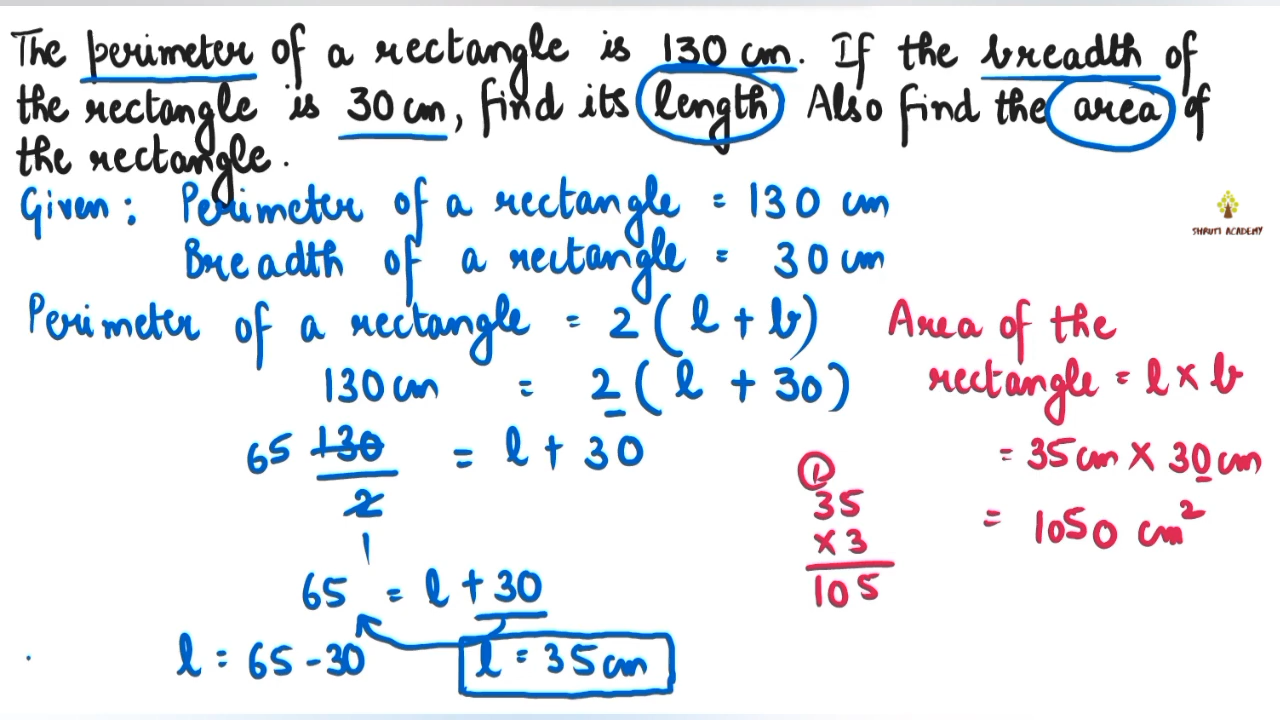 The perimeter of a rectangle is 130 cm. If the breadth of
the rectangle is 30 cm, find its length Also find the area of
the rectangle.
Given: Perimeter of a rectangle = 130 cm
Breadth of a rectangle = 30 cm
SHRUTI ACADEMY
Perimeter of a rectangle = 2 ( l + b )
130 cm = 2 ( l + 30 )
65 130 = l + 30
2
1
65 = l + 30
l = 65 - 30
l = 35 cm
Area of the
rectangle = l x b
= 35 cm x 30 cm
= 1050 cm²
1
35
x 3
105